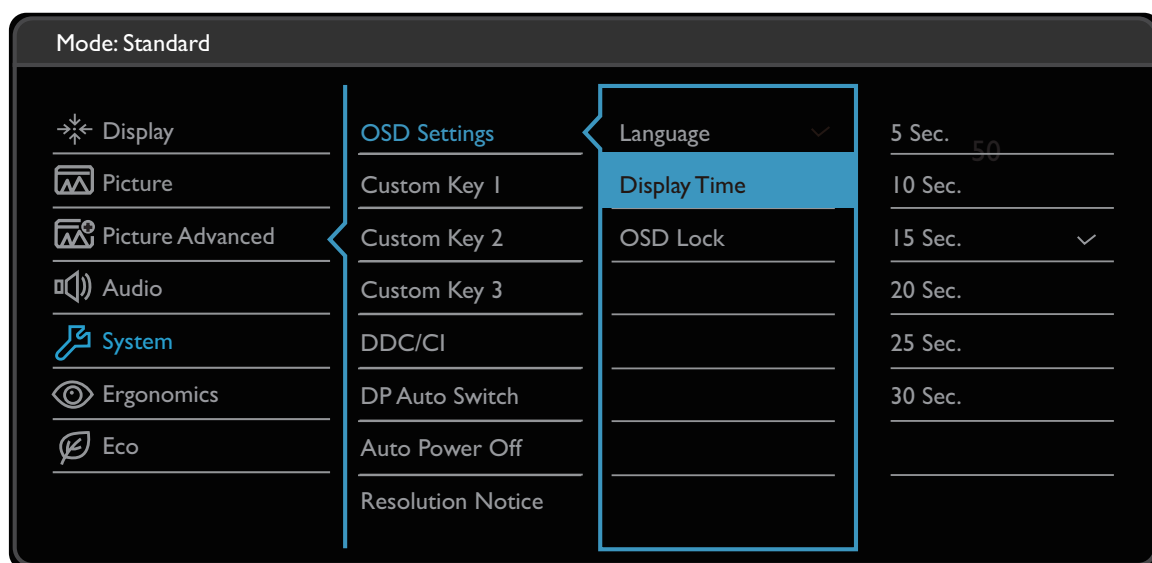 Mode: Standard
Display
Picture
Picture Advanced
Audio
System
Ergonomics
Eco
OSD Settings
Custom Key 1
Custom Key 2
Custom Key 3
DDC/CI
DP Auto Switch
Auto Power Off
Resolution Notice
Language
Display Time
OSD Lock
5 Sec.
50
10 Sec.
15 Sec.
20 Sec.
25 Sec.
30 Sec.